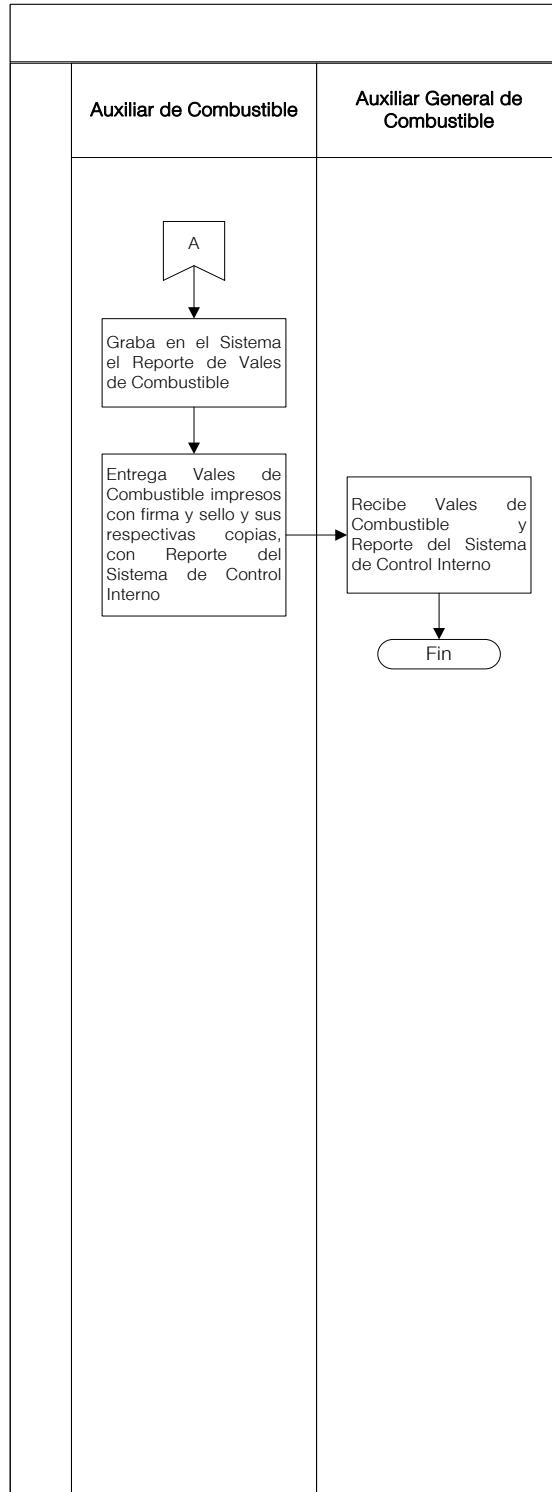 Auxiliar de Combustible
Auxiliar General de
Combustible
A
Graba en el Sistema
el Reporte de Vales
de Combustible
Entrega Vales de
Combustible impresos
con firma y sello y sus
respectivas copias,
con Reporte del
Sistema de Control
Interno
Recibe Vales de
Combustible y
Reporte del Sistema
de Control Interno
Fin